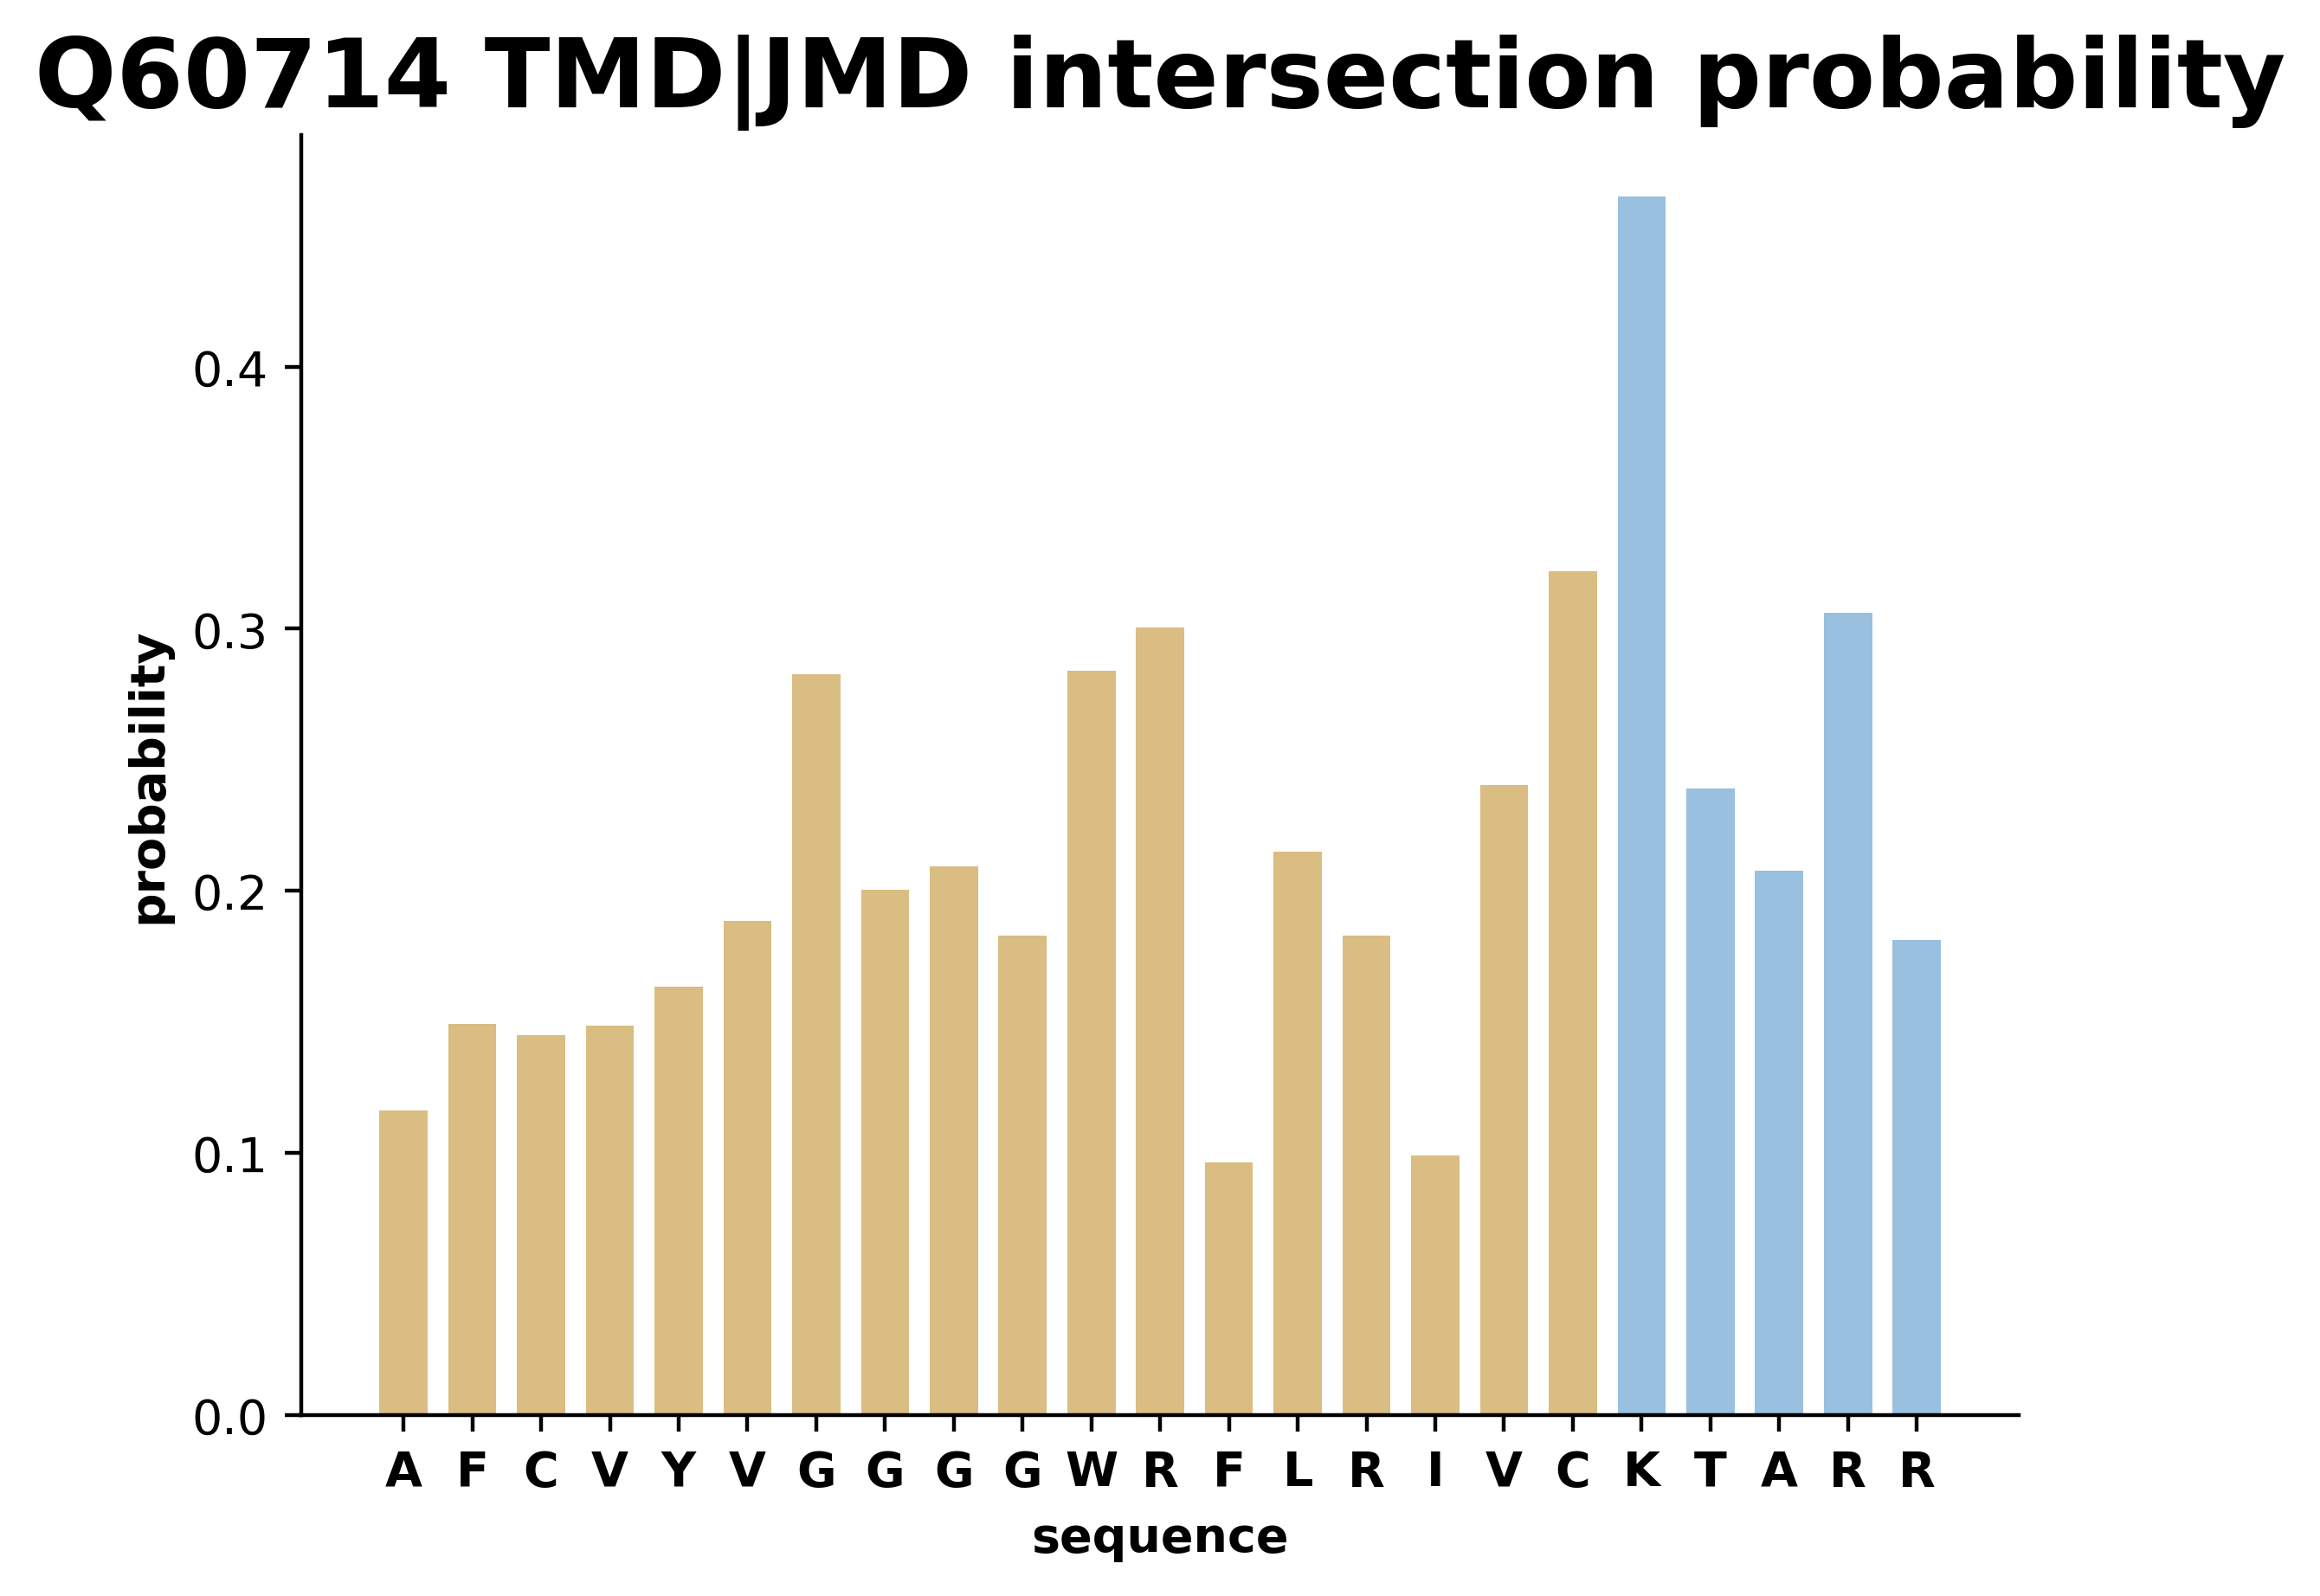 Q60714 TMD|JMD intersection probability
probability
0.4
0.3
0.2
0.1
0.0
A F C V Y V G G G G W R F L R I V C K T A R R
sequence